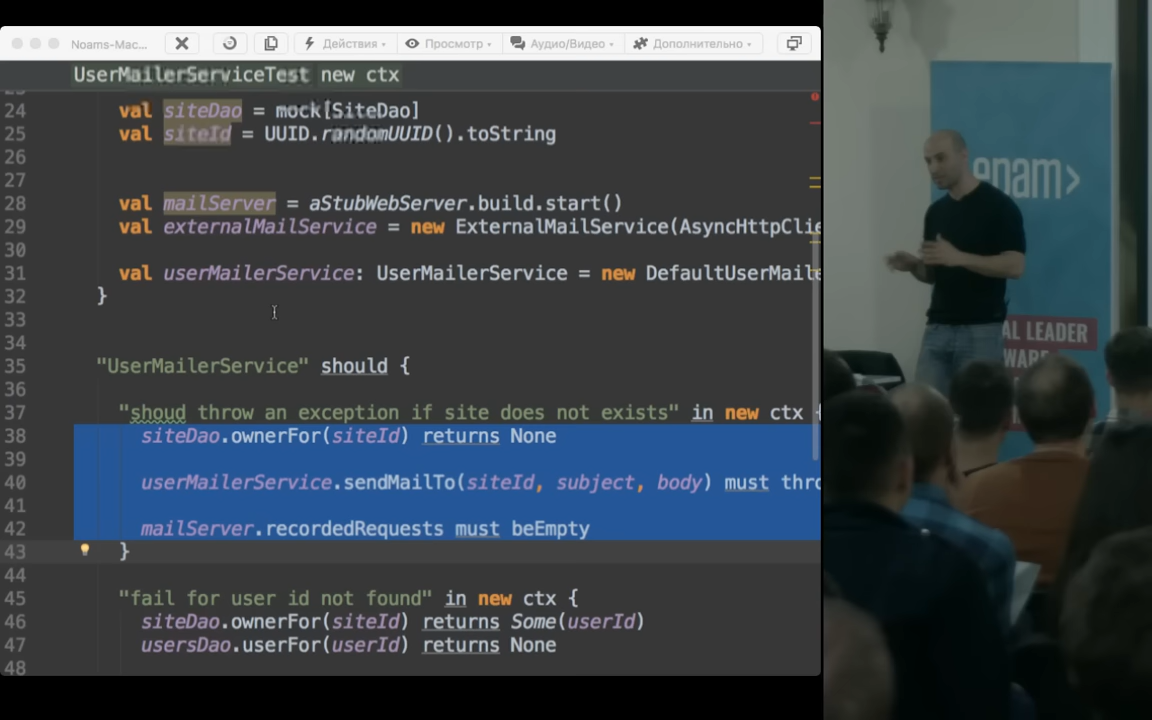 Noams-Mac...
Действия
Просмотр
Аудио/Видео
Дополнительно
UserMailerServiceTest new ctx
24 val siteDao = mock[SiteDao]
25 val siteId = UUID.randomUUID().toString
26
27
28 val mailServer = aStubWebServer.build.start()
29 val externalMailService = new ExternalMailService(AsyncHttpClie
30
31 val userMailerService: UserMailerService = new DefaultUserMaile
32 }
33
34
35 "UserMailerService" should {
36
37 "shoud throw an exception if site does not exists" in new ctx {
38 siteDao.ownerFor(siteId) returns None
39
40 userMailerService.sendMailTo(siteId, subject, body) must thro
41
42 mailServer.recordedRequests must beEmpty
43 }
44
45 "fail for user id not found" in new ctx {
46 siteDao.ownerFor(siteId) returns Some(userId)
47 usersDao.userFor(userId) returns None
48
enam>
AL LEADER
WARE